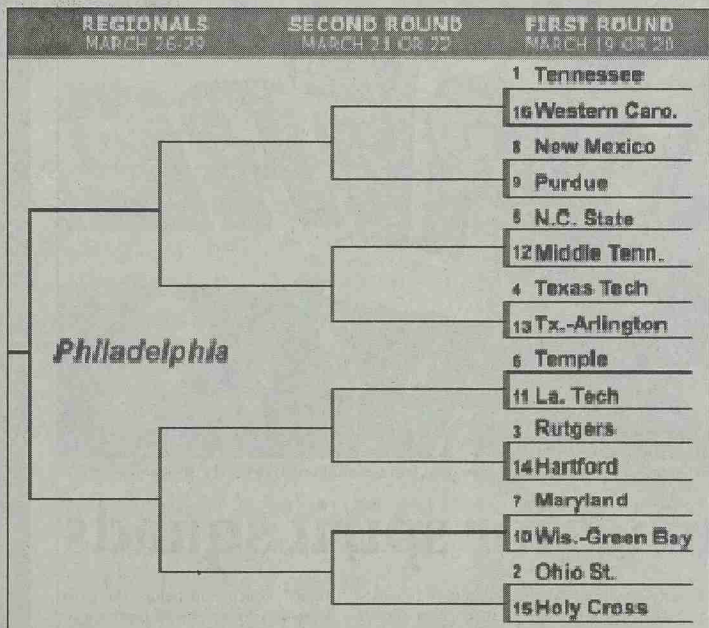 REGIONALS SECOND ROUND FIRST ROUND
MARCH 26-29 MARCH 21 OR 22 MARCH 19 OR 20
1 Tennessee
16 Western Caro.
8 New Mexico
9 Purdue
5 N.C. State
12 Middle Tenn.
4 Texas Tech
13 Tx.-Arlington
Philadelphia
6 Temple
11 La. Tech
3 Rutgers
14 Hartford
7 Maryland
10 Wis.-Green Bay
2 Ohio St.
15 Holy Cross